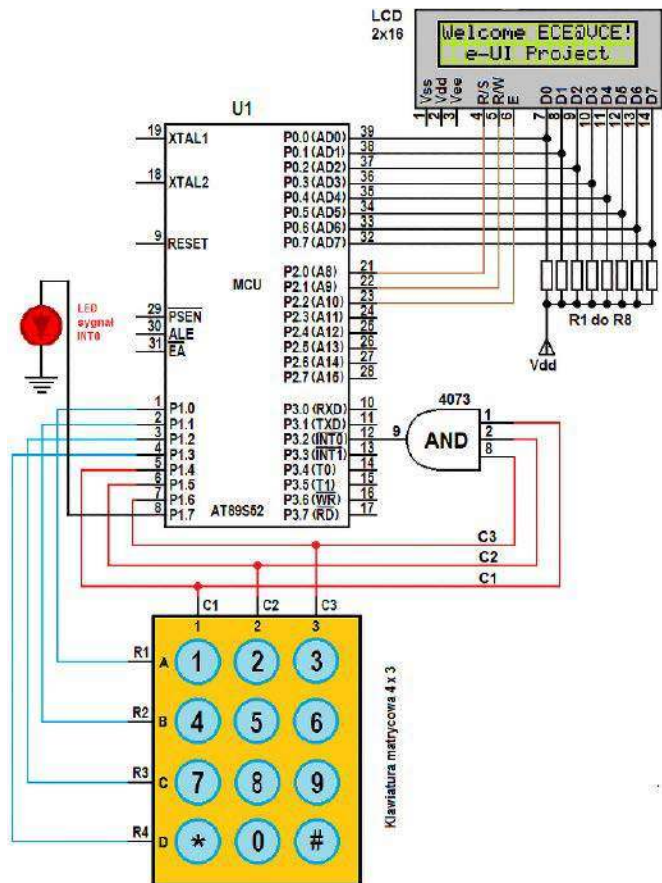 LCD
2x16
Welcome ECE@VCE!
e-UI Project
Vss
Vdd
Vee
R/S
R/W
E
D0
D1
D2
D3
D4
D5
D6
D7
1
2
3
4
5
6
7
8
9
10
11
12
13
14
U1
19 XTAL1
18 XTAL2
9 RESET
29 PSEN
30 ALE
31 EA
MCU
P0.0 (AD0) 39
P0.1 (AD1) 38
P0.2 (AD2) 37
P0.3 (AD3) 36
P0.4 (AD4) 35
P0.5 (AD5) 34
P0.6 (AD6) 33
P0.7 (AD7) 32
P2.0 (A8) 21
P2.1 (A9) 22
P2.2 (A10) 23
P2.3 (A11) 24
P2.4 (A12) 25
P2.5 (A13) 26
P2.6 (A14) 27
P2.7 (A15) 28
R1 do R8
Vdd
LED
sygnał
INT0
1 P1.0
2 P1.1
3 P1.2
4 P1.3
5 P1.4
6 P1.5
7 P1.6
8 P1.7
P3.0 (RXD) 10
P3.1 (TXD) 11
P3.2 (INT0) 12
P3.3 (INT1) 13
P3.4 (T0) 14
P3.5 (T1) 15
P3.6 (WR) 16
P3.7 (RD) 17
AT89S52
4073
9 AND
1
2
8
C3
C2
C1
C1 C2 C3
1 2 3
R1 A 1 2 3
R2 B 4 5 6
R3 C 7 8 9
R4 D * 0 #
Klawiatura matrycowa 4 x 3